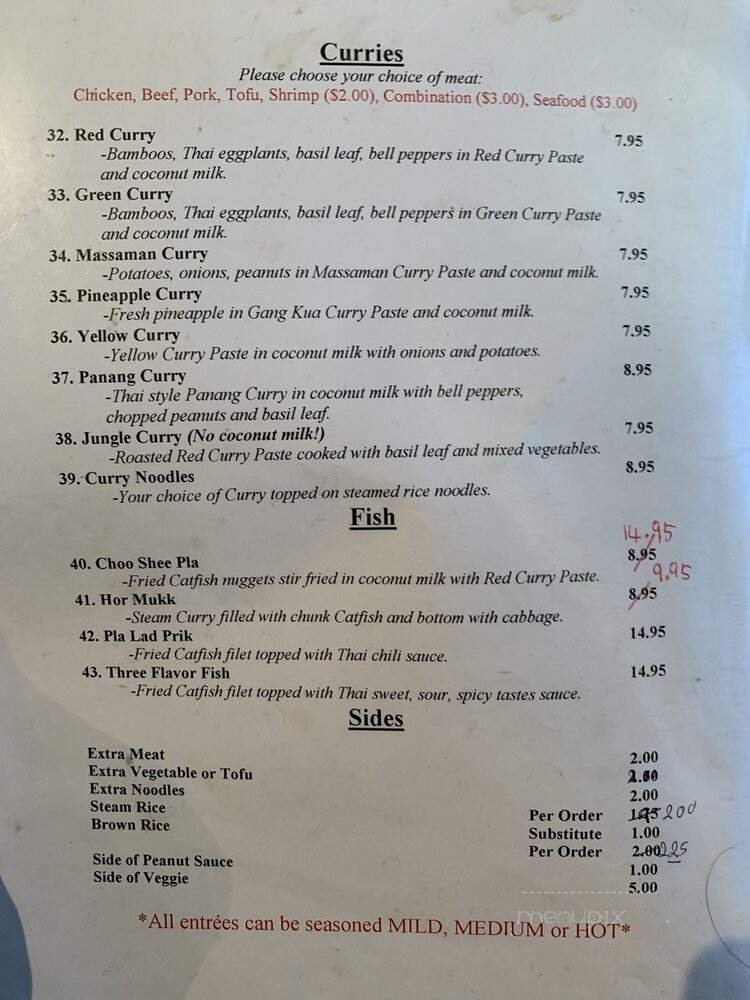 Curries
Please choose your choice of meat:
Chicken, Beef, Pork, Tofu, Shrimp ($2.00), Combination ($3.00), Seafood ($3.00)
32. Red Curry 7.95
-Bamboos, Thai eggplants, basil leaf, bell peppers in Red Curry Paste
and coconut milk.
33. Green Curry 7.95
-Bamboos, Thai eggplants, basil leaf, bell peppers in Green Curry Paste
and coconut milk.
34. Massaman Curry 7.95
-Potatoes, onions, peanuts in Massaman Curry Paste and coconut milk.
35. Pineapple Curry 7.95
-Fresh pineapple in Gang Kua Curry Paste and coconut milk.
36. Yellow Curry 7.95
-Yellow Curry Paste in coconut milk with onions and potatoes.
37. Panang Curry 8.95
-Thai style Panang Curry in coconut milk with bell peppers,
chopped peanuts and basil leaf.
38. Jungle Curry (No coconut milk!) 7.95
-Roasted Red Curry Paste cooked with basil leaf and mixed vegetables.
39. Curry Noodles 8.95
-Your choice of Curry topped on steamed rice noodles.
Fish
14.95
40. Choo Shee Pla 8.95
-Fried Catfish nuggets stir fried in coconut milk with Red Curry Paste. 9.95
41. Hor Mukk 8.95
-Steam Curry filled with chunk Catfish and bottom with cabbage.
42. Pla Lad Prik 14.95
-Fried Catfish filet topped with Thai chili sauce.
43. Three Flavor Fish 14.95
-Fried Catfish filet topped with Thai sweet, sour, spicy tastes sauce.
Sides
Extra Meat 2.00
Extra Vegetable or Tofu
Extra Noodles 2.00
Steam Rice Per Order 200
Brown Rice Substitute 1.00
Per Order 2.00 225
Side of Peanut Sauce 1.00
Side of Veggie 5.00
menupix
*All entrées can be seasoned MILD, MEDIUM or HOT*